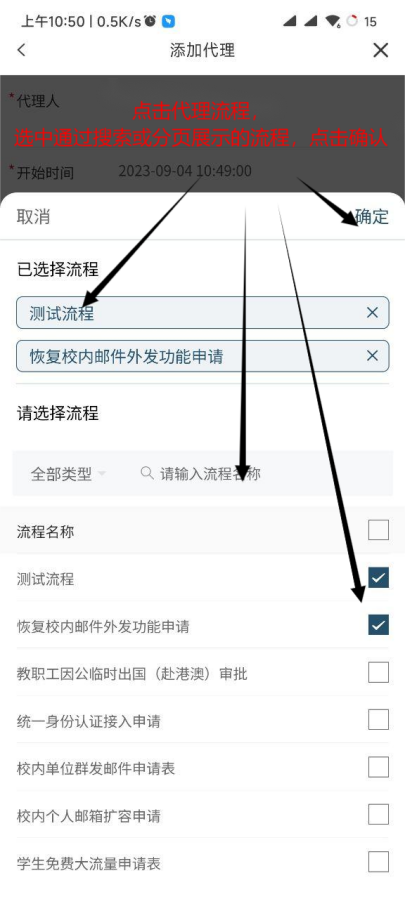 上午10:50 | 0.5K/s
15
添加代理
*代理人
点击代理流程，
选中通过搜索或分页展示的流程，点击确认
*开始时间 2023-09-04 10:49:00
取消 确定
已选择流程
测试流程
恢复校内邮件外发功能申请
请选择流程
全部类型 请输入流程名称
流程名称
测试流程
恢复校内邮件外发功能申请
教职工因公临时出国（赴港澳）审批
统一身份认证接入申请
校内单位群发邮件申请表
校内个人邮箱扩容申请
学生免费大流量申请表